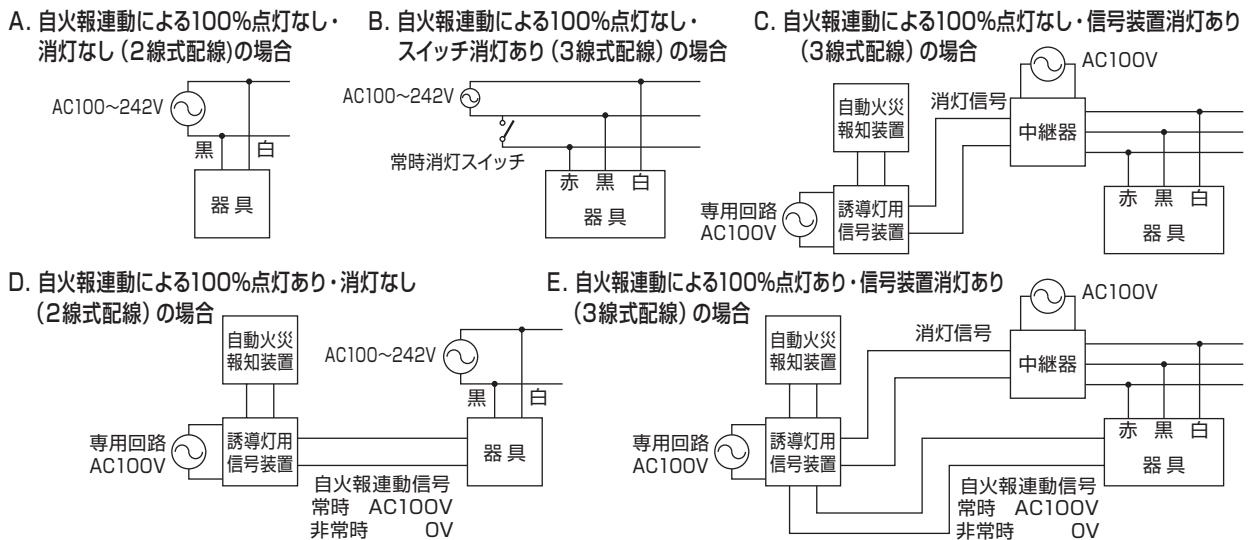 A. 自火報連動による100%点灯なし・
消灯なし（2線式配線）の場合
AC100～242V
黒 白
器具
B. 自火報連動による100%点灯なし・
スイッチ消灯あり（3線式配線）の場合
AC100～242V
常時消灯スイッチ
赤 黒 白
器具
C. 自火報連動による100%点灯なし・信号装置消灯あり
（3線式配線）の場合
AC100V
自動火災
報知装置
消灯信号
中継器
専用回路
AC100V
誘導灯用
信号装置
赤 黒 白
器具
D. 自火報連動による100%点灯あり・消灯なし
（2線式配線）の場合
自動火災
報知装置
AC100～242V
黒 白
専用回路
AC100V
誘導灯用
信号装置
器具
自火報連動信号
常時 AC100V
非常時 0V
E. 自火報連動による100%点灯あり・信号装置消灯あり
（3線式配線）の場合
AC100V
自動火災
報知装置
消灯信号
中継器
専用回路
AC100V
誘導灯用
信号装置
赤 黒 白
器具
自火報連動信号
常時 AC100V
非常時 0V